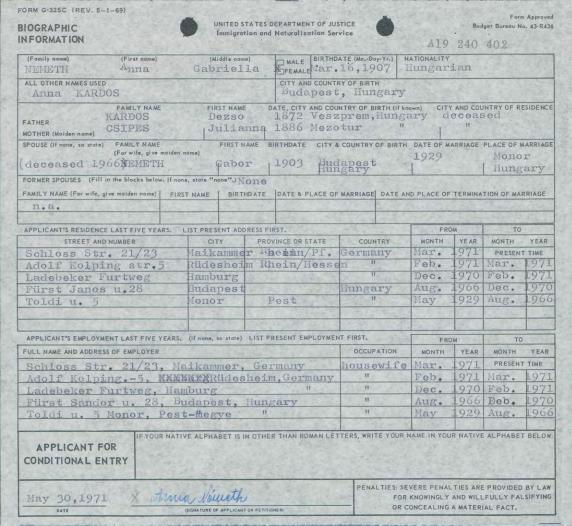 FORM G-325C (REV. 5-1-69)
UNITED STATES DEPARTMENT OF JUSTICE
Immigration and Naturalization Service
Form Approved
Budget Bureau No. 43-R436
BIOGRAPHIC
INFORMATION
A19 240 402
(Family name) (First name) (Middle name) MALE FEMALE BIRTHDATE (Mo.-Day-Yr.) NATIONALITY
NEMETH Anna Gabriella X Mar.16,1907 Hungarian
ALL OTHER NAMES USED CITY AND COUNTRY OF BIRTH
Anna KARDOS Budapest, Hungary
FAMILY NAME FIRST NAME DATE, CITY AND COUNTRY OF BIRTH (If known) CITY AND COUNTRY OF RESIDENCE
FATHER KARDOS Dezso 1872 Veszprem,Hungary deceased
MOTHER (Maiden name) CSIPES Julianna 1886 Mezotur " "
SPOUSE (If none, so state) FAMILY NAME (For wife, give maiden name) FIRST NAME BIRTHDATE CITY & COUNTRY OF BIRTH DATE OF MARRIAGE PLACE OF MARRIAGE
(deceased 1966 NEMETH Gabor 1903 Budapest Hungary 1929 Monor Hungary
FORMER SPOUSES (Fill in the blocks below. If none, state "none") None
FAMILY NAME (For wife, give maiden name) FIRST NAME BIRTHDATE DATE & PLACE OF MARRIAGE DATE AND PLACE OF TERMINATION OF MARRIAGE
n.a.
APPLICANT'S RESIDENCE LAST FIVE YEARS. LIST PRESENT ADDRESS FIRST. FROM TO
STREET AND NUMBER CITY PROVINCE OR STATE COUNTRY MONTH YEAR MONTH YEAR
Schloss Str. 21/23 Maikammer Rhein/Pf. Germany Mar. 1971 PRESENT TIME
Adolf Kolping str.5 Rüdesheim Rhein/Hessen " Feb. 1971 Mar. 1971
Ladebeker Furtweg Hamburg " Dec. 1970 Feb. 1971
Fürst Janos u.28 Budapest Hungary Aug. 1966 Dec. 1970
Toldi u. 5 Monor Pest " May 1929 Aug. 1966
APPLICANT'S EMPLOYMENT LAST FIVE YEARS. (If none, so state) LIST PRESENT EMPLOYMENT FIRST. FROM TO
FULL NAME AND ADDRESS OF EMPLOYER OCCUPATION MONTH YEAR MONTH YEAR
Schloss Str. 21/23, Maikammer, Germany housewife Mar. 1971 PRESENT TIME
Adolf Kolping.-5, Rüdesheim,Germany " Feb. 1971 Mar. 1971
Ladebeker Furtweg, Hamburg " " Dec. 1970 Feb. 1971
Fürst Sandor u. 28, Budapest, Hungary " Aug. 1966 Deb. 1970
Toldi u. 5 Monor, Pest-Megye " " May 1929 Aug. 1966
IF YOUR NATIVE ALPHABET IS IN OTHER THAN ROMAN LETTERS, WRITE YOUR NAME IN YOUR NATIVE ALPHABET BELOW.
APPLICANT FOR
CONDITIONAL ENTRY
May 30,1971 X Anna Németh
DATE (SIGNATURE OF APPLICANT OR PETITIONER)
PENALTIES: SEVERE PENALTIES ARE PROVIDED BY LAW
FOR KNOWINGLY AND WILLFULLY FALSIFYING
OR CONCEALING A MATERIAL FACT.